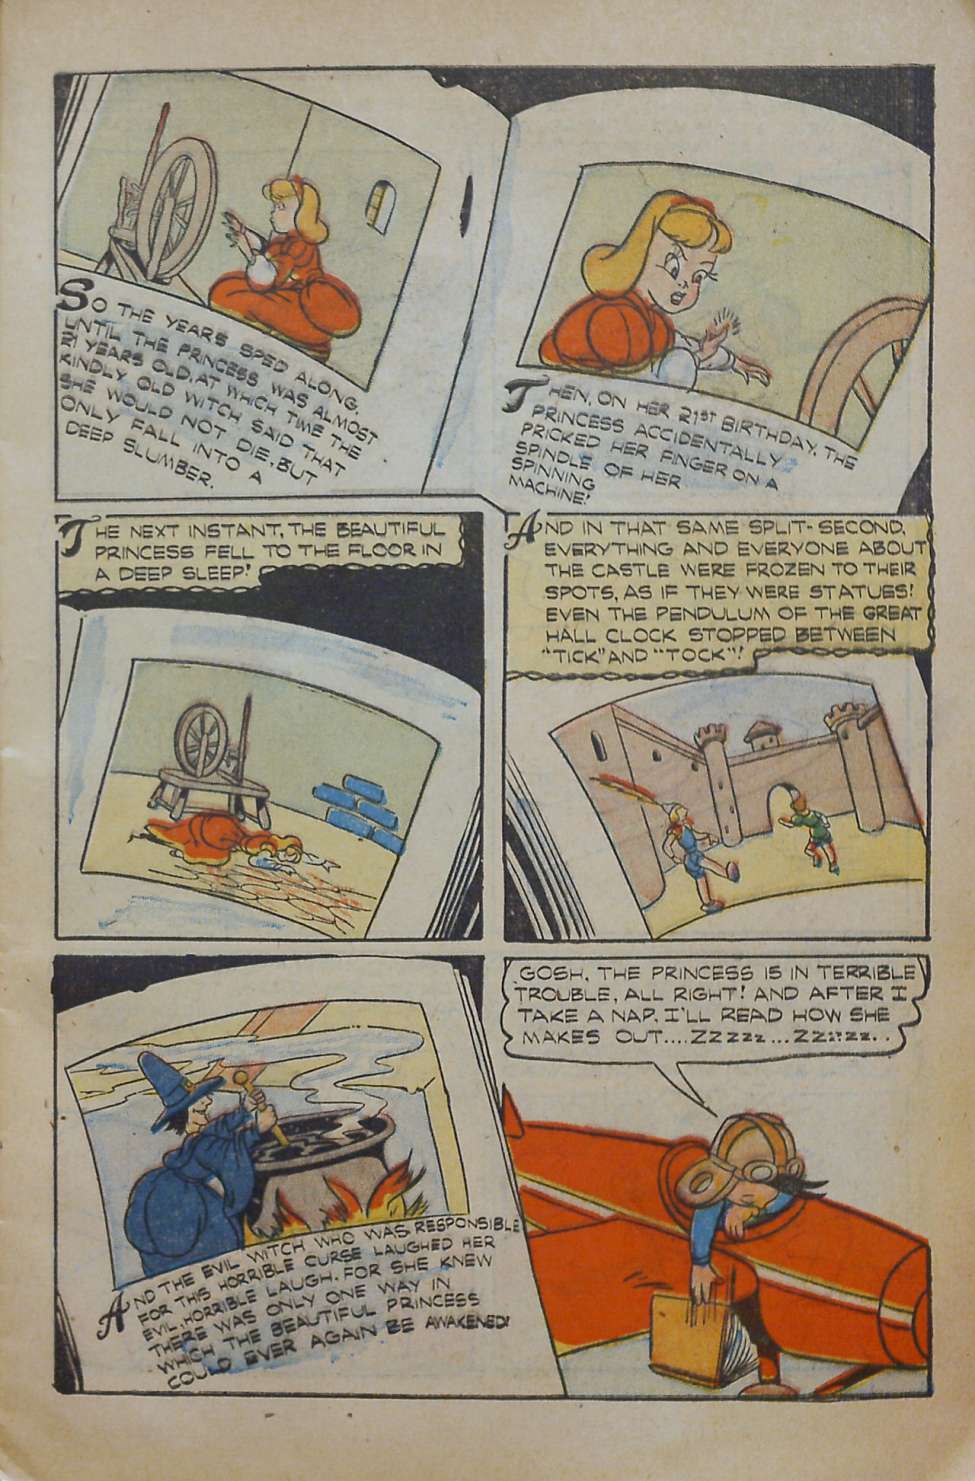 SO THE YEARS SPED ALONG,
UNTIL THE PRINCESS WAS ALMOST
21 YEARS OLD, AT WHICH TIME THE
KINDLY OLD WITCH SAID THAT
SHE WOULD NOT DIE, BUT
ONLY FALL INTO A
DEEP SLUMBER.
THEN, ON HER 21ST BIRTHDAY, THE
PRINCESS ACCIDENTALLY
PRICKED HER FINGER ON A
SPINDLE OF HER
SPINNING
MACHINE!
THE NEXT INSTANT, THE BEAUTIFUL
PRINCESS FELL TO THE FLOOR IN
A DEEP SLEEP!
AND IN THAT SAME SPLIT-SECOND,
EVERYTHING AND EVERYONE ABOUT
THE CASTLE WERE FROZEN TO THEIR
SPOTS, AS IF THEY WERE STATUES!
EVEN THE PENDULUM OF THE GREAT
HALL CLOCK STOPPED BETWEEN
"TICK" AND "TOCK"!
AND THE EVIL WITCH WHO WAS RESPONSIBLE
FOR THIS HORRIBLE CURSE LAUGHED HER
EVIL, HORRIBLE LAUGH, FOR SHE KNEW
THERE WAS ONLY ONE WAY IN
WHICH THE BEAUTIFUL PRINCESS
COULD EVER AGAIN BE AWAKENED!
GOSH, THE PRINCESS IS IN TERRIBLE
TROUBLE, ALL RIGHT! AND AFTER I
TAKE A NAP, I'LL READ HOW SHE
MAKES OUT....ZZZZZ...ZZZZZ..